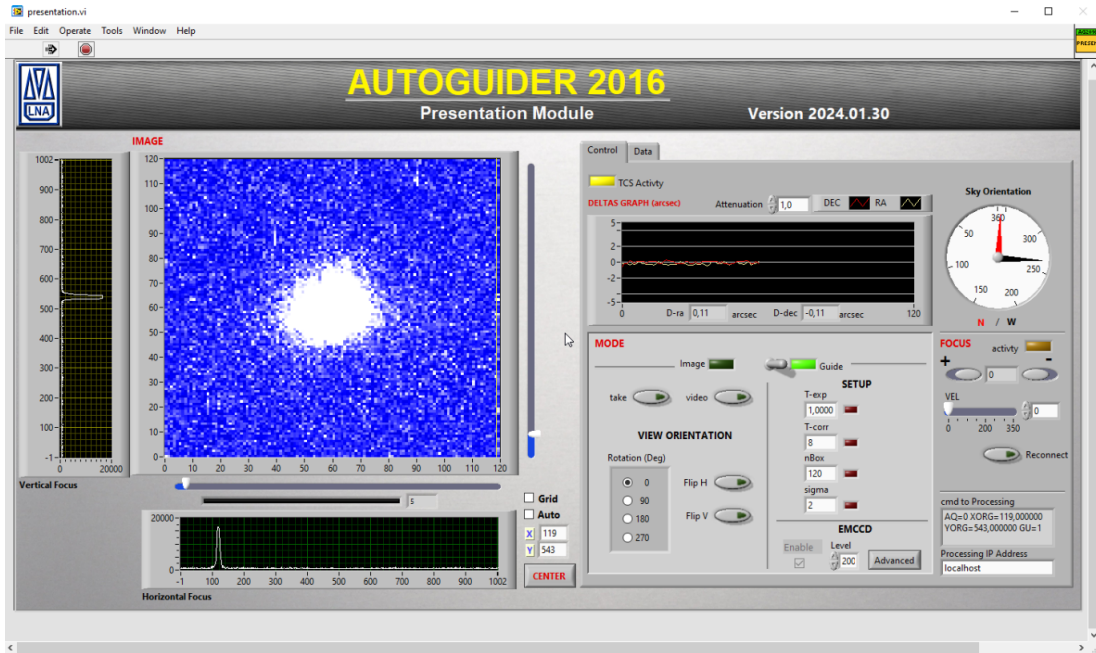 presentation.vi
File Edit Operate Tools Window Help
LNA
AUTOGUIDER 2016
Presentation Module
Version 2024.01.30
IMAGE
1002
900
800
700
600
500
400
300
200
100
-1
0 20000
Vertical Focus
120
110
100
90
80
70
60
50
40
30
20
10
0 10 20 30 40 50 60 70 80 90 100 110 120
5
Grid
Auto
X 119
Y 543
CENTER
20000
0
-1 100 200 300 400 500 600 700 800 900 1002
Horizontal Focus
Control Data
TCS Activty
DELTAS GRAPH (arcsec) Attenuation 1,0 DEC RA
5
2
0
-2
-5
0 D-ra 0,11 arcsec D-dec -0,11 arcsec 120
MODE
Image Guide
take video
VIEW ORIENTATION
Rotation (Deg)
0
90
180
270
Flip H
Flip V
SETUP
T-exp
1,0000
T-corr
8
nBox
120
sigma
2
EMCCD
Enable Level
200 Advanced
Sky Orientation
360
50 300
100 250
150 200
N / W
FOCUS activty
+ -
0
VEL
0
0 200 350
Reconnect
cmd to Processing
AQ=0 XORG=119,000000
YORG=543,000000 GU=1
Processing IP Address
localhost